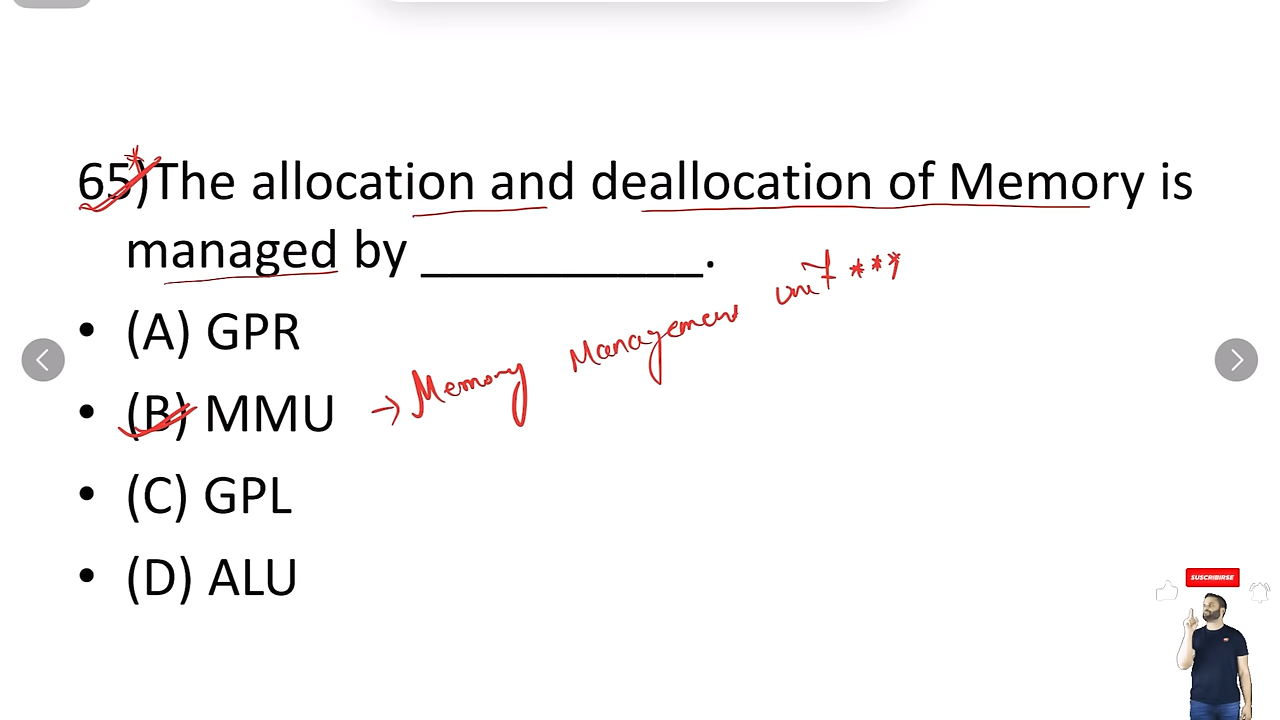 65)The allocation and deallocation of Memory is
managed by ___________.
• (A) GPR
• (B) MMU → Memory Management Unit ***
• (C) GPL
• (D) ALU
SUSCRIBIRSE